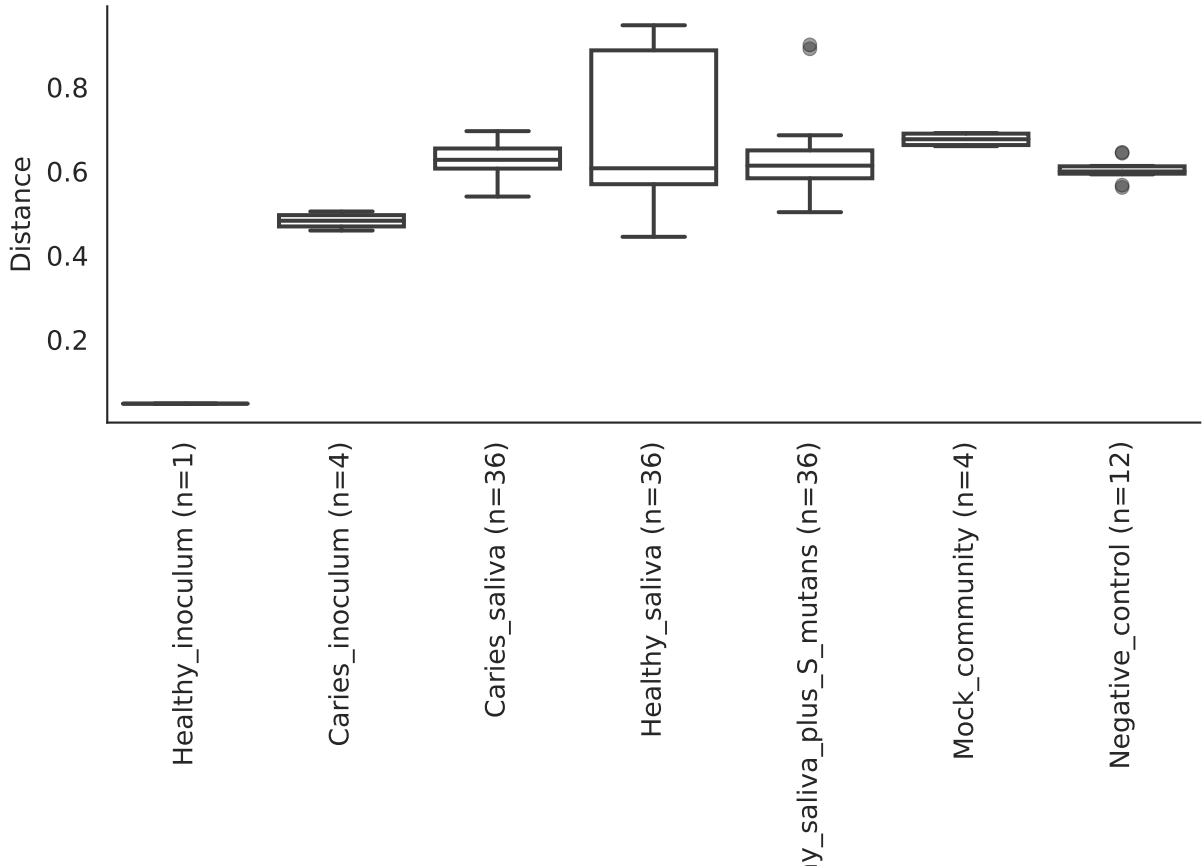 Distance
0.8
0.6
0.4
0.2
Healthy_inoculum (n=1)
Caries_inoculum (n=4)
Caries_saliva (n=36)
Healthy_saliva (n=36)
y_saliva_plus_S_mutans (n=36)
Mock_community (n=4)
Negative_control (n=12)